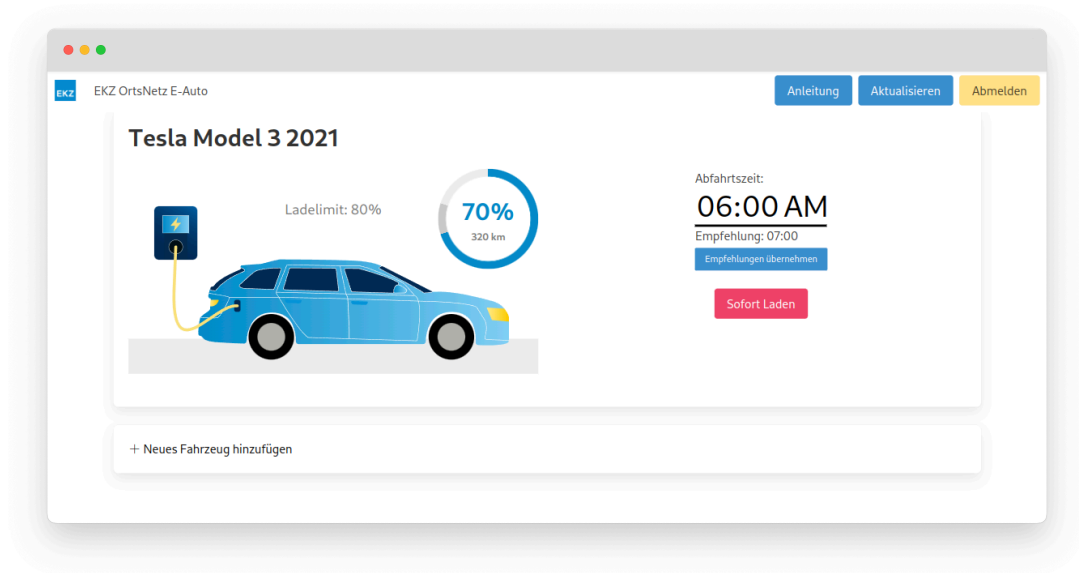 EKZ
EKZ OrtsNetz E-Auto
Anleitung
Aktualisieren
Abmelden
Tesla Model 3 2021
Ladelimit: 80%
70%
320 km
Abfahrtszeit:
06:00 AM
Empfehlung: 07:00
Empfehlungen übernehmen
Sofort Laden
+ Neues Fahrzeug hinzufügen